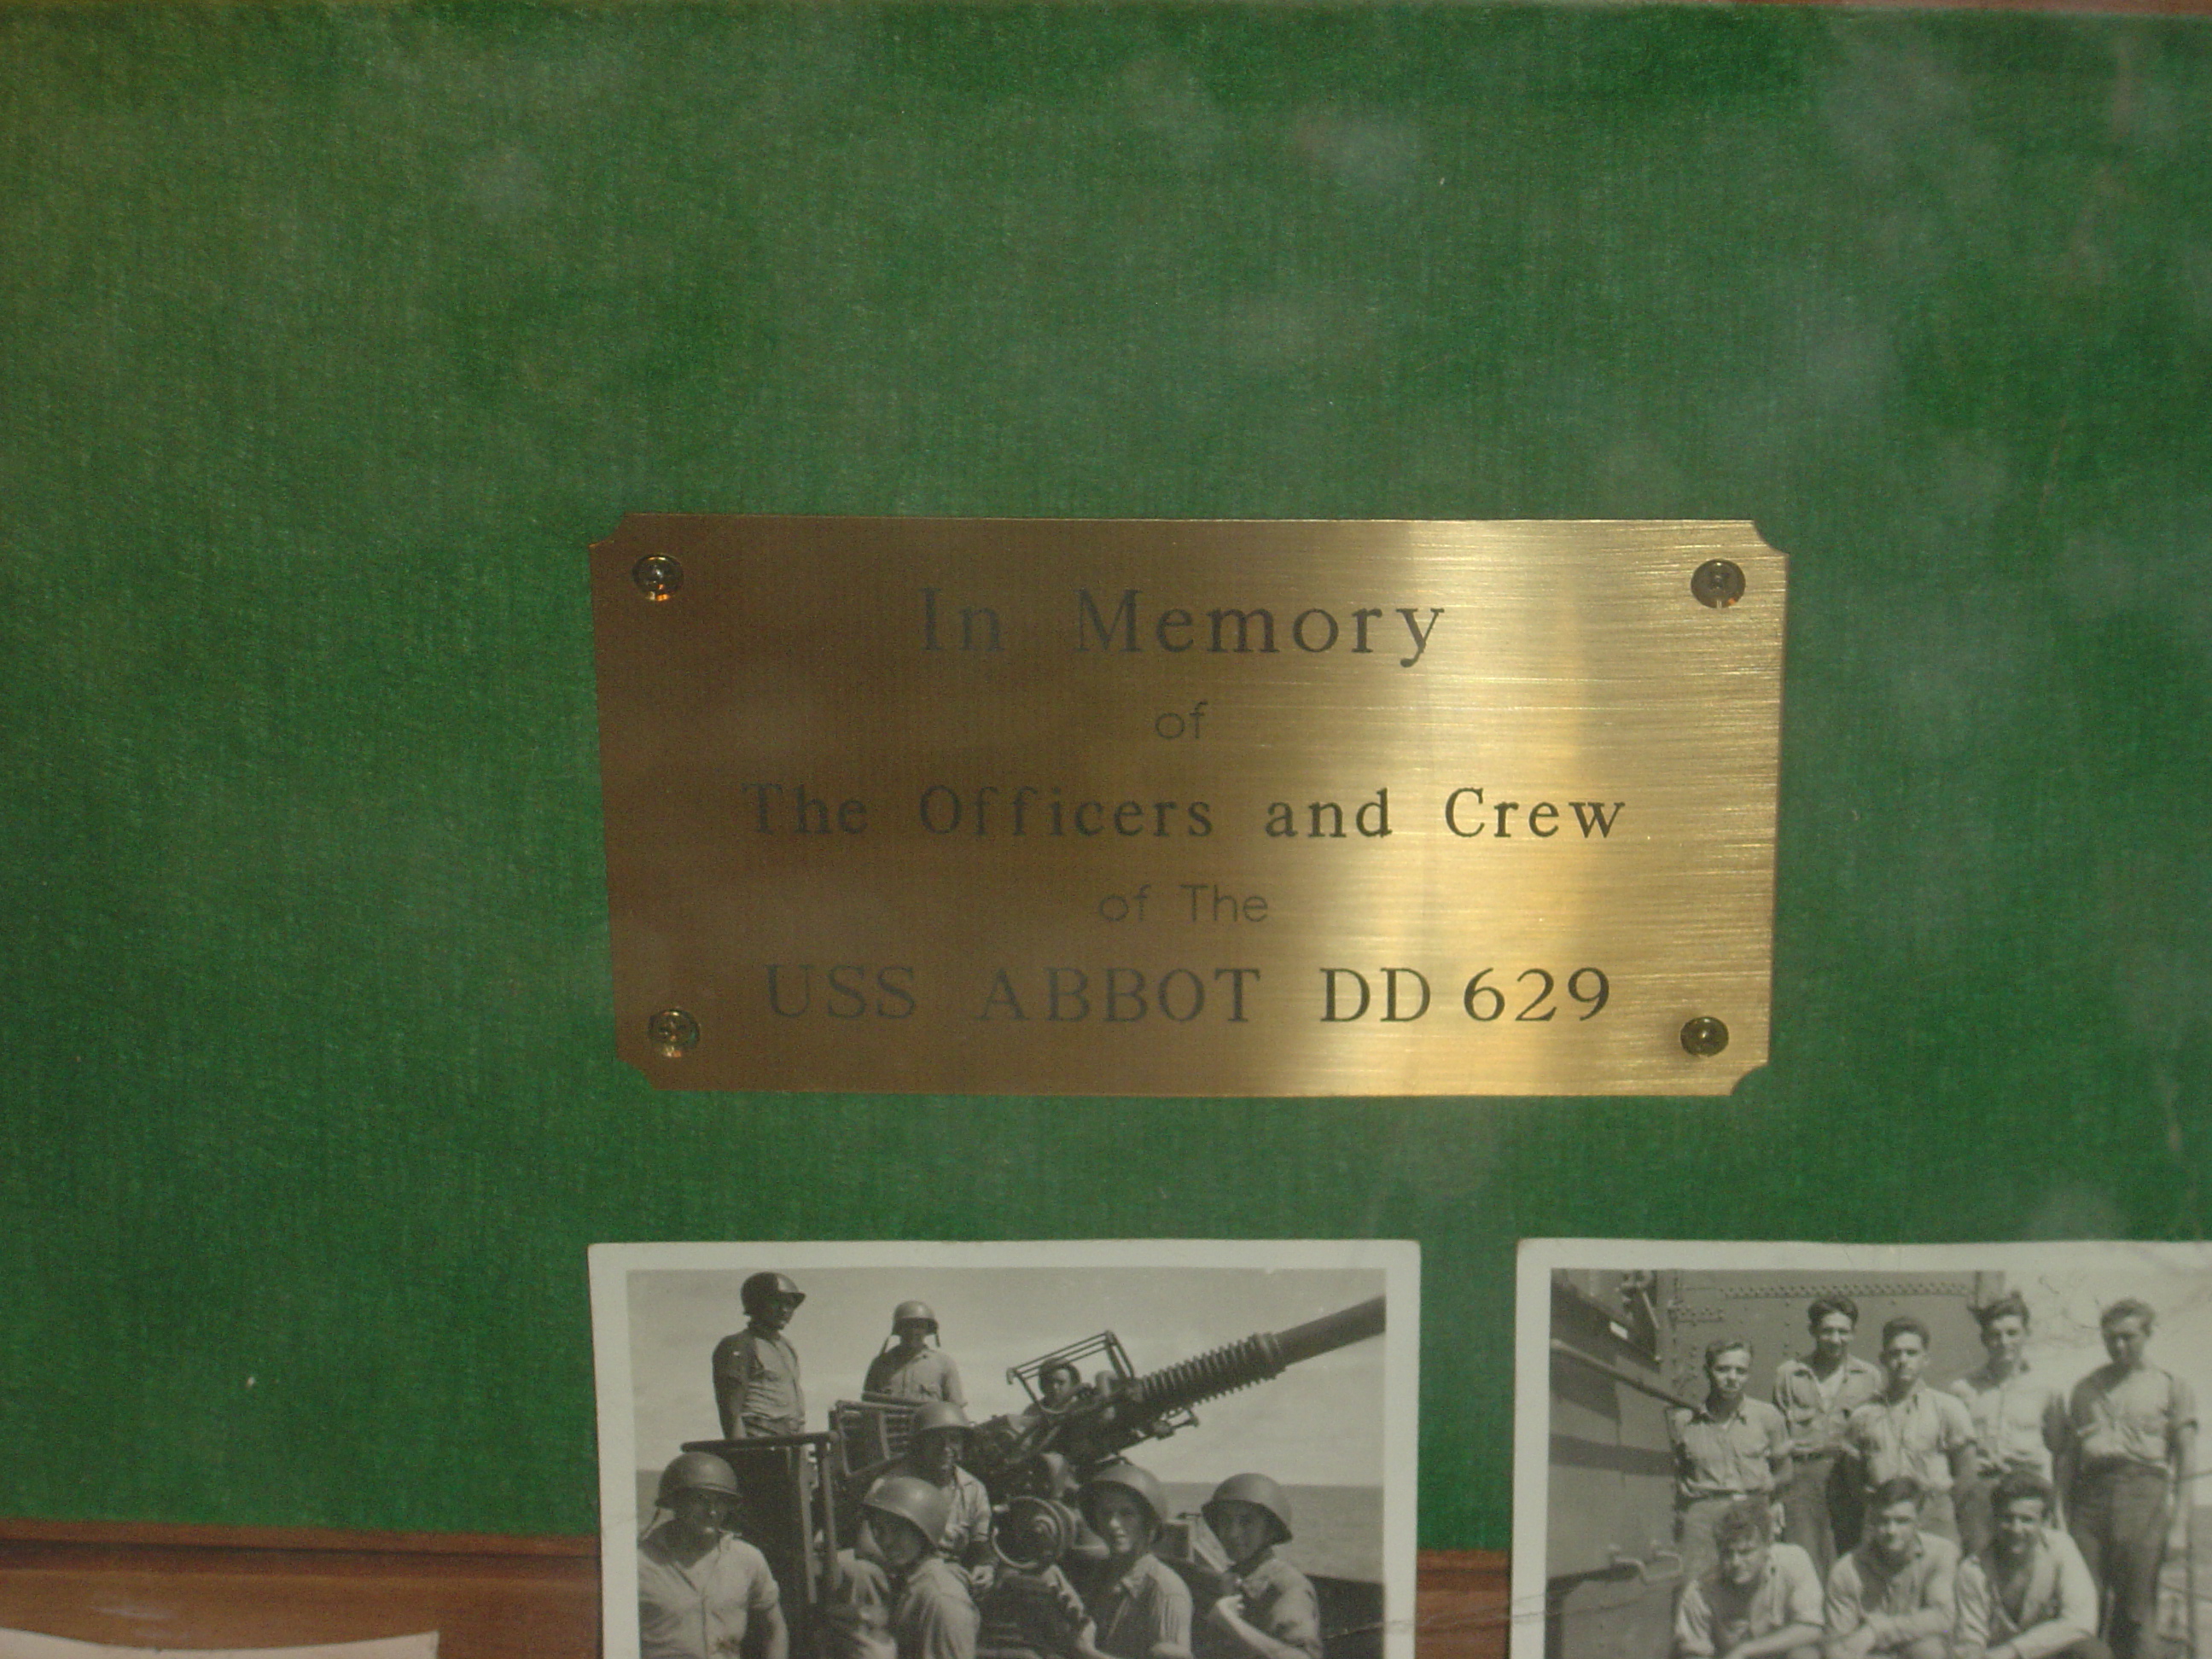 In Memory
of
The Officers and Crew
of The
USS ABBOT DD 629